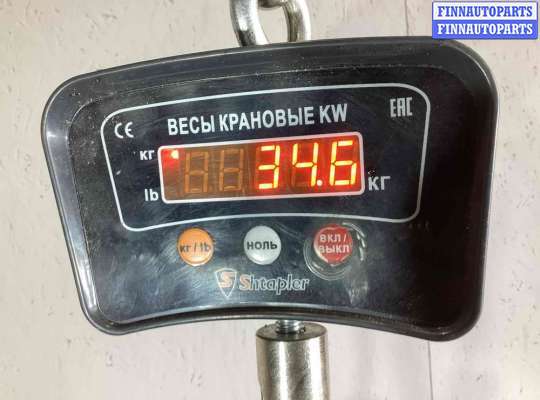 FINNAUTOPARTS
FINNAUTOPARTS
CE
ВЕСЫ КРАНОВЫЕ KW
EAC
кг
lb
34.6
КГ
кг / lb
НОЛЬ
ВКЛ /
ВЫКЛ
Shtapler